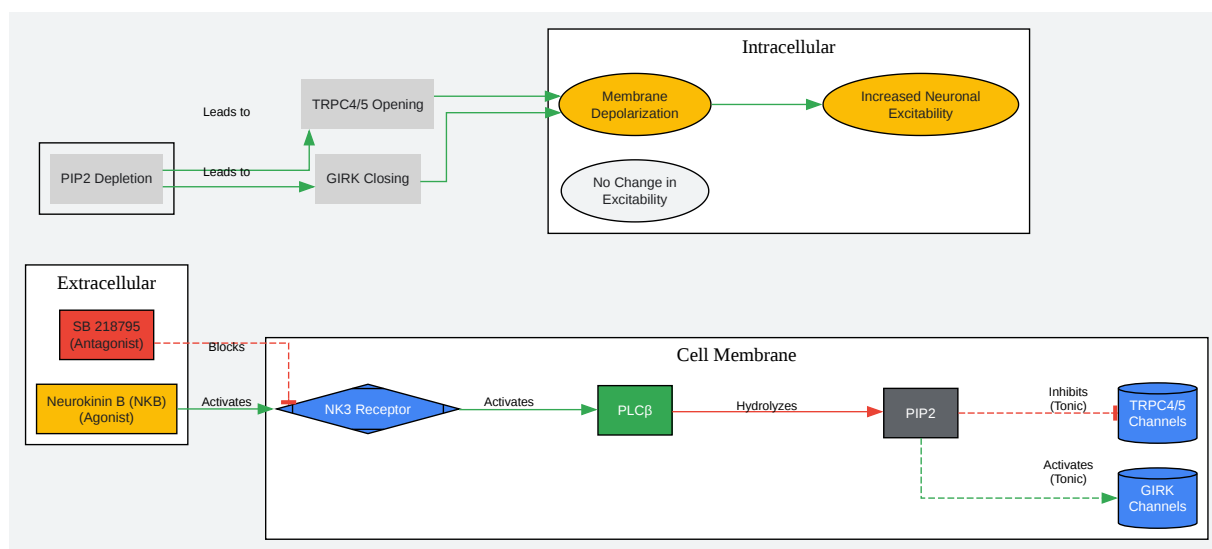 Intracellular
Membrane
Depolarization
Increased Neuronal
Excitability
TRPC4/5 Opening
Leads to
PIP2 Depletion
Leads to
GIRK Closing
No Change in
Excitability
Extracellular
SB 218795
(Antagonist)
Blocks
Neurokinin B (NKB)
(Agonist)
Activates
Cell Membrane
NK3 Receptor
Activates
PLCβ
Hydrolyzes
PIP2
Inhibits
(Tonic)
TRPC4/5
Channels
Activates
(Tonic)
GIRK
Channels